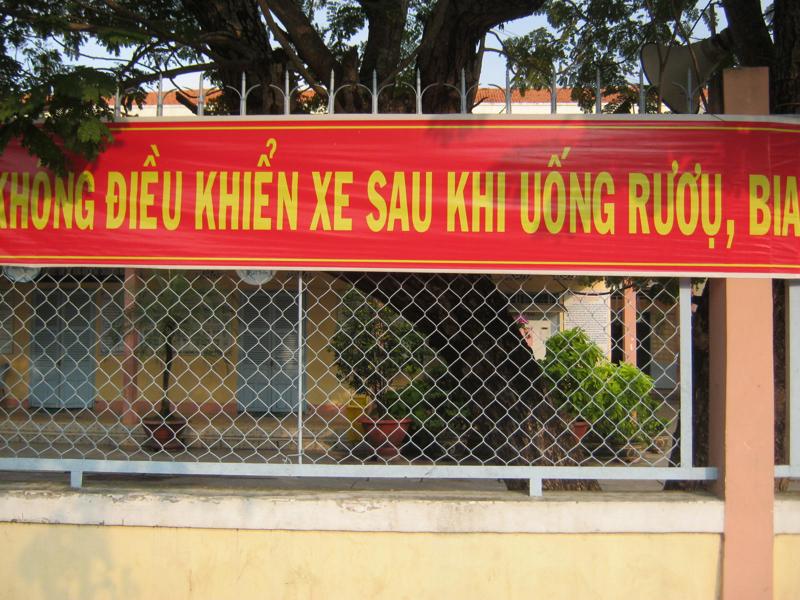 KHÔNG ĐIỀU KHIỂN XE SAU KHI UỐNG RƯỢU, BIA